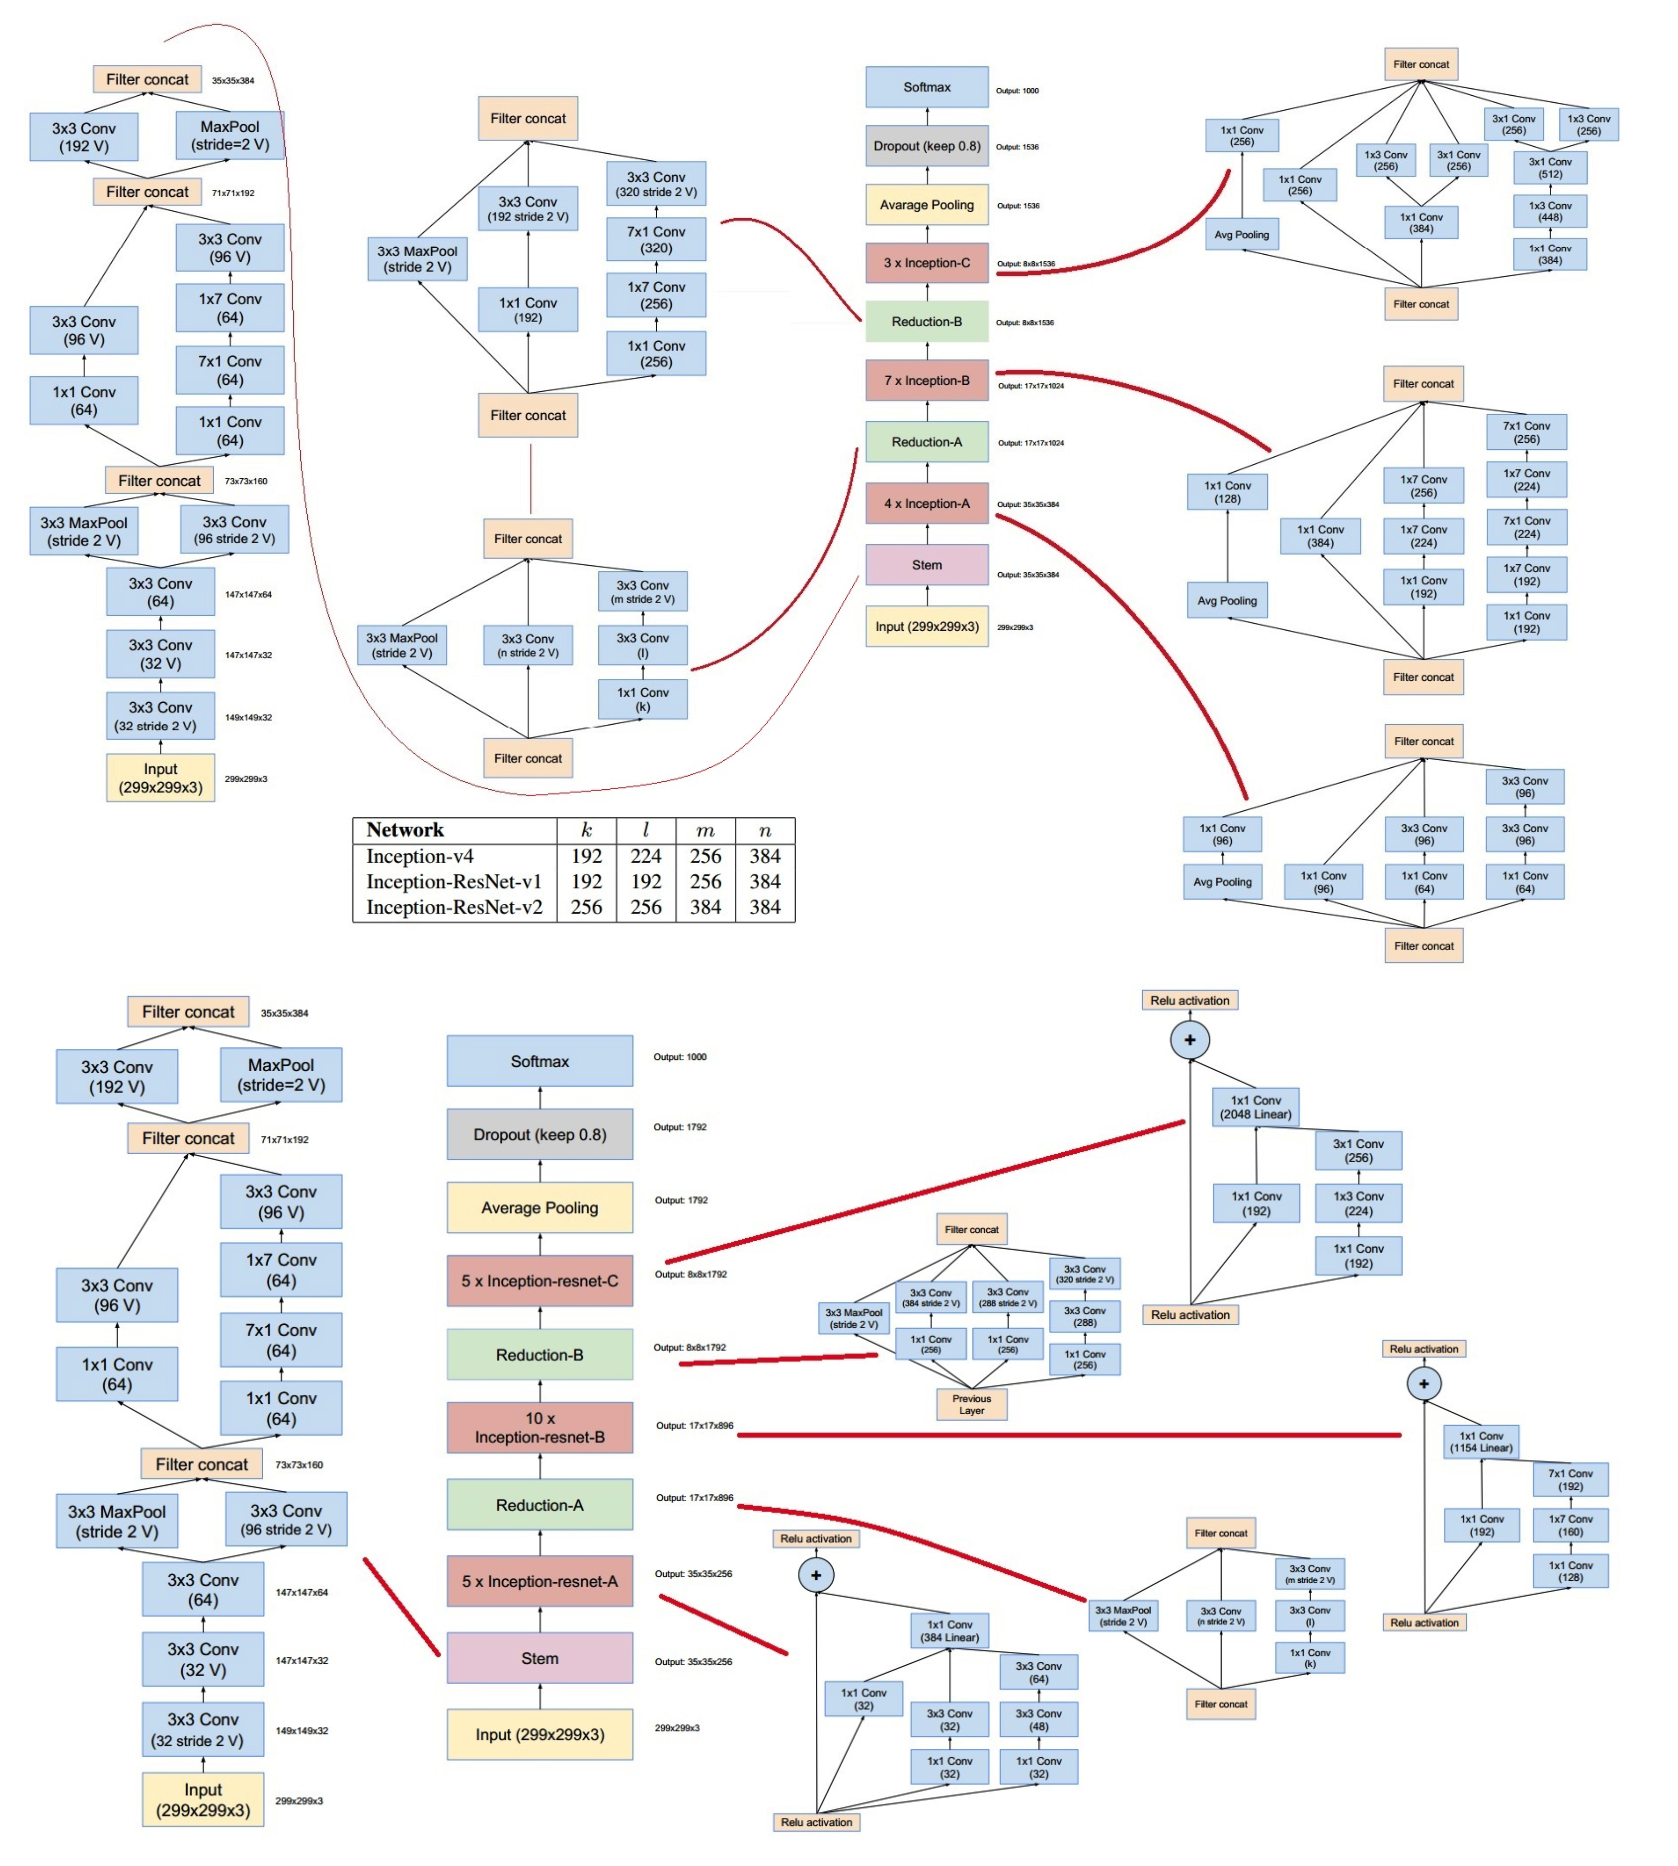 Filter concat
35x35x384
3x3 Conv
(192 V)
MaxPool
(stride=2 V)
Filter concat
71x71x192
3x3 Conv
(96 V)
1x7 Conv
(64)
3x3 Conv
(96 V)
7x1 Conv
(64)
1x1 Conv
(64)
1x1 Conv
(64)
Filter concat
73x73x160
3x3 MaxPool
(stride 2 V)
3x3 Conv
(96 stride 2 V)
3x3 Conv
(64)
147x147x64
3x3 Conv
(32 V)
147x147x32
3x3 Conv
(32 stride 2 V)
149x149x32
Input
(299x299x3)
299x299x3
Filter concat
3x3 Conv
(320 stride 2 V)
3x3 Conv
(192 stride 2 V)
7x1 Conv
(320)
3x3 MaxPool
(stride 2 V)
1x7 Conv
(256)
1x1 Conv
(192)
1x1 Conv
(256)
Filter concat
Filter concat
3x3 Conv
(m stride 2 V)
3x3 MaxPool
(stride 2 V)
3x3 Conv
(n stride 2 V)
3x3 Conv
(l)
1x1 Conv
(k)
Filter concat
Softmax
Output: 1000
Dropout (keep 0.8)
Output: 1536
Avarage Pooling
Output: 1536
3 x Inception-C
Output: 8x8x1536
Reduction-B
Output: 8x8x1536
7 x Inception-B
Output: 17x17x1024
Reduction-A
Output: 17x17x1024
4 x Inception-A
Output: 35x35x384
Stem
Output: 35x35x384
Input (299x299x3)
299x299x3
Filter concat
1x1 Conv
(256)
3x1 Conv
(256)
1x3 Conv
(256)
1x3 Conv
(256)
3x1 Conv
(256)
3x1 Conv
(512)
1x1 Conv
(256)
1x3 Conv
(448)
1x1 Conv
(384)
Avg Pooling
1x1 Conv
(384)
Filter concat
Filter concat
7x1 Conv
(256)
1x1 Conv
(128)
1x7 Conv
(256)
1x7 Conv
(224)
1x1 Conv
(384)
1x7 Conv
(224)
7x1 Conv
(224)
1x7 Conv
(192)
Avg Pooling
1x1 Conv
(192)
1x1 Conv
(192)
Filter concat
Filter concat
3x3 Conv
(96)
1x1 Conv
(96)
3x3 Conv
(96)
3x3 Conv
(96)
Avg Pooling
1x1 Conv
(96)
1x1 Conv
(64)
1x1 Conv
(64)
Filter concat
Network k l m n
Inception-v4 192 224 256 384
Inception-ResNet-v1 192 192 256 384
Inception-ResNet-v2 256 256 384 384
Filter concat
35x35x384
3x3 Conv
(192 V)
MaxPool
(stride=2 V)
Filter concat
71x71x192
3x3 Conv
(96 V)
1x7 Conv
(64)
3x3 Conv
(96 V)
7x1 Conv
(64)
1x1 Conv
(64)
1x1 Conv
(64)
Filter concat
73x73x160
3x3 MaxPool
(stride 2 V)
3x3 Conv
(96 stride 2 V)
3x3 Conv
(64)
147x147x64
3x3 Conv
(32 V)
147x147x32
3x3 Conv
(32 stride 2 V)
149x149x32
Input
(299x299x3)
299x299x3
Softmax
Output: 1000
Dropout (keep 0.8)
Output: 1792
Average Pooling
Output: 1792
5 x Inception-resnet-C
Output: 8x8x1792
Reduction-B
Output: 8x8x1792
10 x
Inception-resnet-B
Output: 17x17x896
Reduction-A
Output: 17x17x896
5 x Inception-resnet-A
Output: 35x35x256
Stem
Output: 35x35x256
Input (299x299x3)
299x299x3
Relu activation
+
1x1 Conv
(2048 Linear)
3x1 Conv
(256)
1x1 Conv
(192)
1x3 Conv
(224)
1x1 Conv
(192)
Relu activation
Filter concat
3x3 Conv
(320 stride 2 V)
3x3 MaxPool
(stride 2 V)
3x3 Conv
(384 stride 2 V)
3x3 Conv
(288 stride 2 V)
3x3 Conv
(288)
1x1 Conv
(256)
1x1 Conv
(256)
1x1 Conv
(256)
Previous
Layer
Relu activation
+
1x1 Conv
(1154 Linear)
7x1 Conv
(192)
1x1 Conv
(192)
1x7 Conv
(160)
1x1 Conv
(128)
Relu activation
Filter concat
3x3 Conv
(m stride 2 V)
3x3 MaxPool
(stride 2 V)
3x3 Conv
(n stride 2 V)
3x3 Conv
(l)
1x1 Conv
(k)
Filter concat
Relu activation
+
1x1 Conv
(384 Linear)
3x3 Conv
(64)
1x1 Conv
(32)
3x3 Conv
(32)
3x3 Conv
(48)
1x1 Conv
(32)
1x1 Conv
(32)
Relu activation